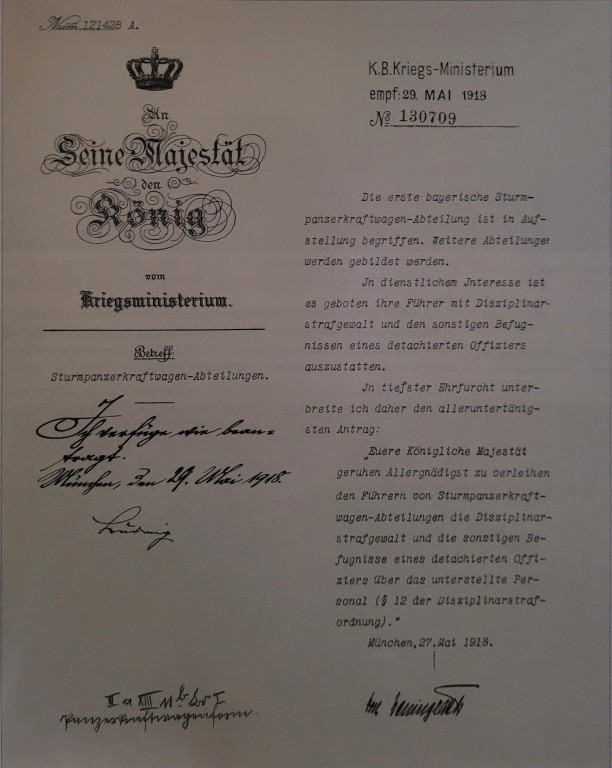 Num 121428 A.
An
Seine Majestät
den
König
vom
Kriegsministerium.
Betreff:
Sturmpanzerkraftwagen-Abteilungen.
Ich verfüge wie bean=
tragt.
München, den 29. Mai 1918.
Ludwig
K.B.Kriegs-Ministerium
empf: 29. MAI 1918
№ 130709
Die erste bayerische Sturm-
panzerkraftwagen-Abteilung ist in Auf-
stellung begriffen. Weitere Abteilungen
werden gebildet werden.
Jn dienstlichem Jnteresse ist
es geboten ihre Führer mit Disziplinar-
strafgewalt und den sonstigen Befug-
nissen eines detachierten Offiziers
auszustatten.
Jn tiefster Ehrfurcht unter-
breite ich daher den alleruntertänig-
sten Antrag:
„Euere Königliche Majestät
geruhen Allergnädigst zu verleihen
den Führern von Sturmpanzerkraft-
wagen-Abteilungen die Disziplinar-
strafgewalt und die sonstigen Be-
fugnisse eines detachierten Offi-
ziers über das unterstellte Per-
sonal (§ 12 der Disziplinarstraf-
ordnung)."
München, 27. Mai 1918.